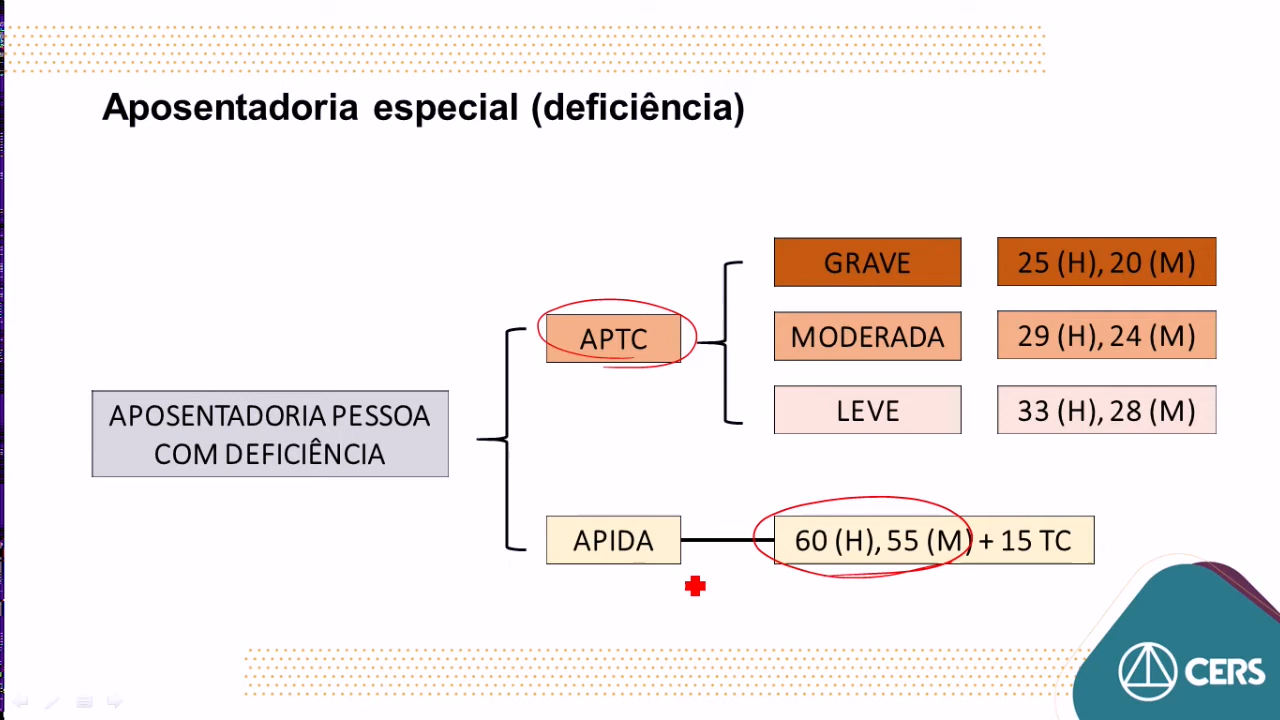 Aposentadoria especial (deficiência)
GRAVE
25 (H), 20 (M)
APTC
MODERADA
29 (H), 24 (M)
LEVE
33 (H), 28 (M)
APOSENTADORIA PESSOA
COM DEFICIÊNCIA
APIDA
60 (H), 55 (M) + 15 TC
CERS